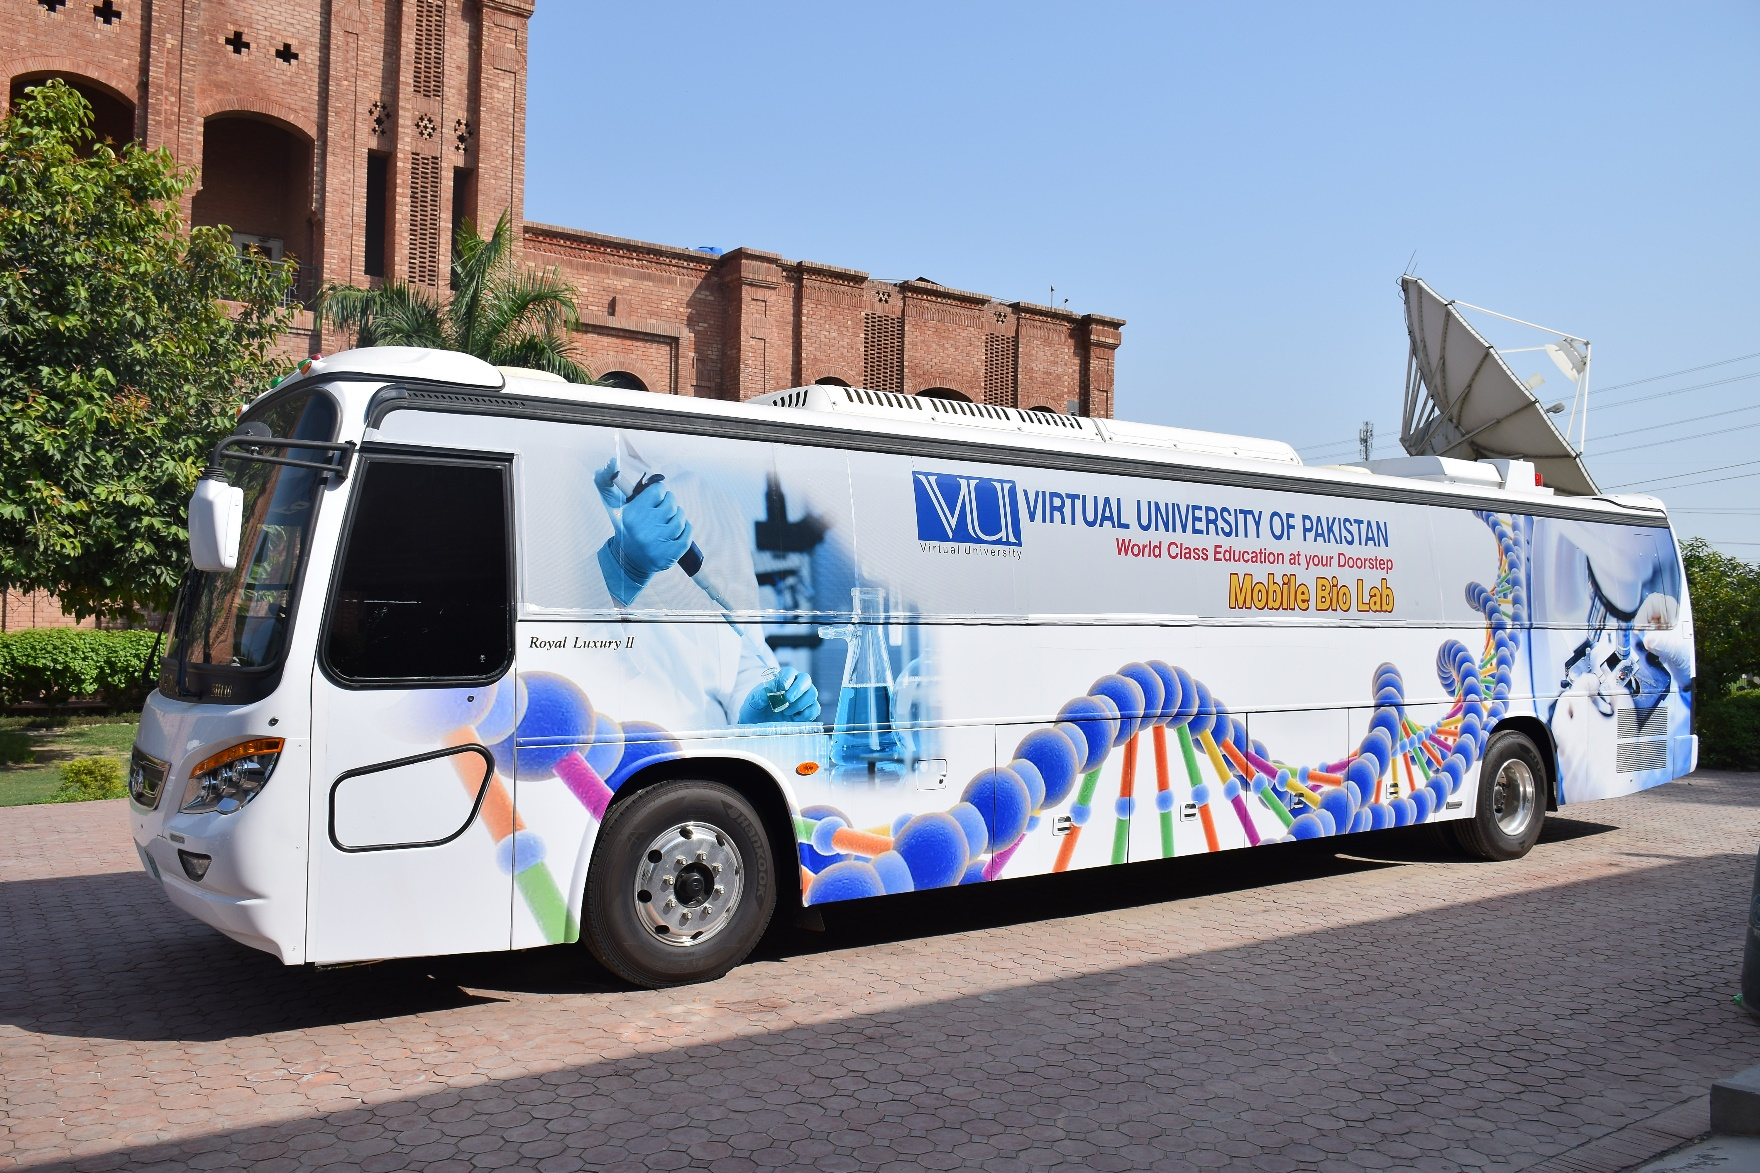 VU
Virtual University
VIRTUAL UNIVERSITY OF PAKISTAN
World Class Education at your Doorstep
Mobile Bio Lab
Royal Luxury II
Hankook